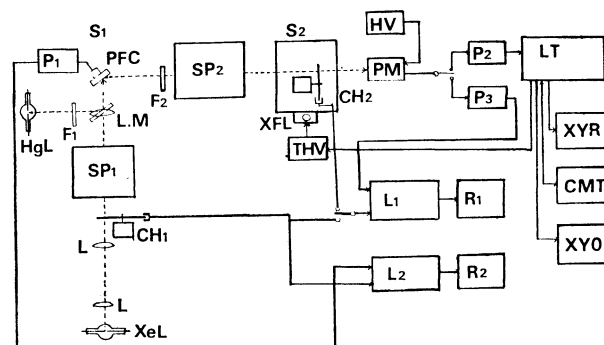 S1
S2
HV
P1
PFC
SP2
F2
PM
P2
LT
P3
CH2
XFL
THV
HgL
F1
L.M
SP1
XYR
CMT
XYO
L1
R1
CH1
L
L2
R2
L
XeL